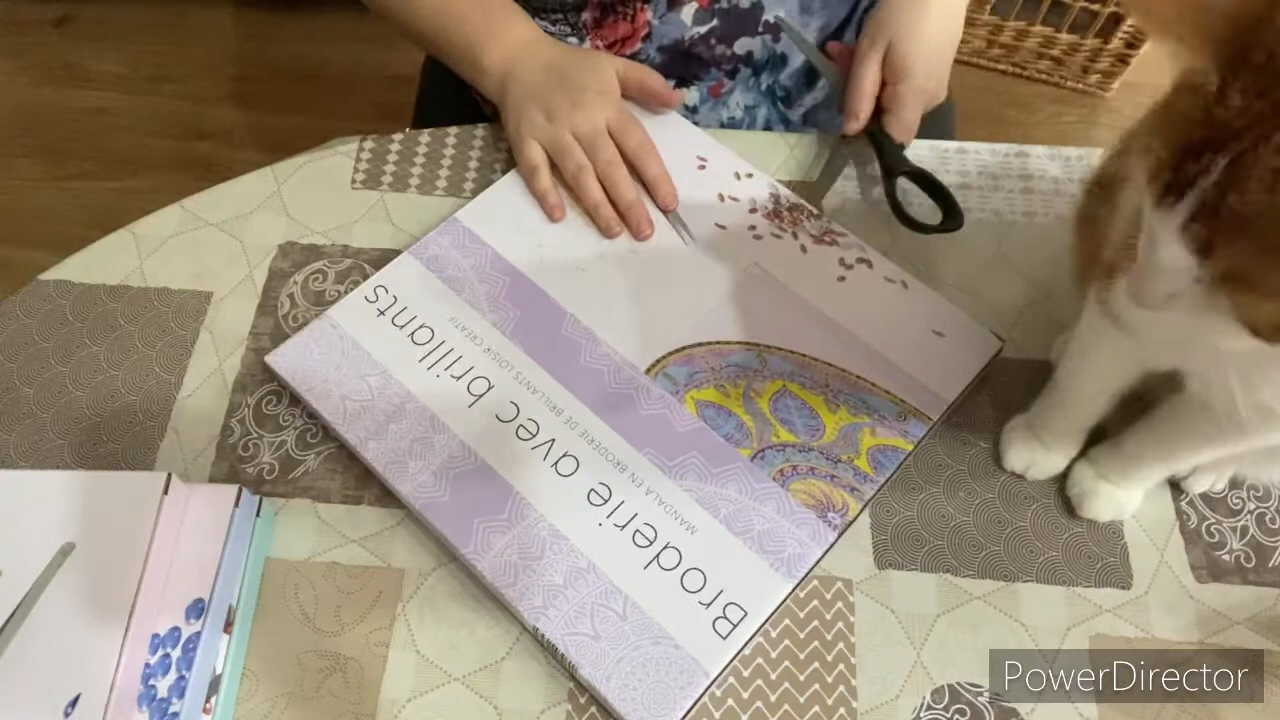 Broderie avec brillants
MANDALA EN BRODERIE DE BRILLANTS LOISIR CRÉATIF
PowerDirector